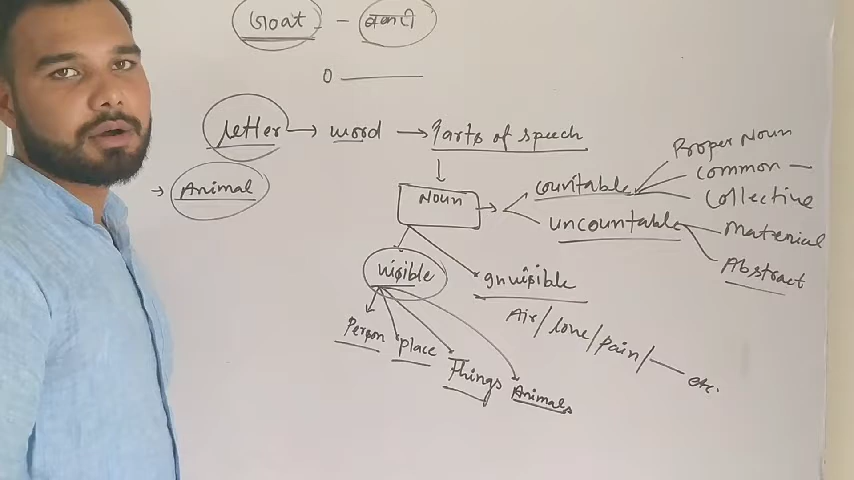 Goat - बकरी
0
Letter → word → Parts of speech
→ Animal
Noun
countable
Proper Noun
Common —
Collective
uncountable
Material
Abstract
visible
Invisible
Person
place
Things
Animals
Air/love/pain/— etc.